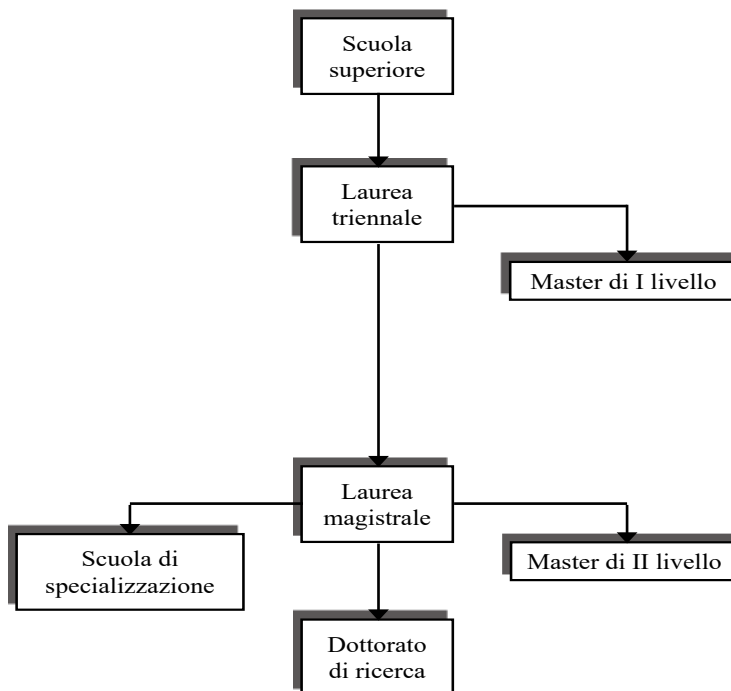 Scuola
superiore
Laurea
triennale
Master di I livello
Laurea
magistrale
Scuola di
specializzazione
Master di II livello
Dottorato
di ricerca